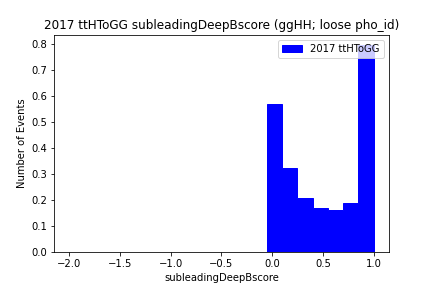 2017 ttHToGG subleadingDeepBscore (ggHH; loose pho_id)
2017 ttHToGG
Number of Events
0.8
0.7
0.6
0.5
0.4
0.3
0.2
0.1
0.0
−2.0 −1.5 −1.0 −0.5 0.0 0.5 1.0
subleadingDeepBscore